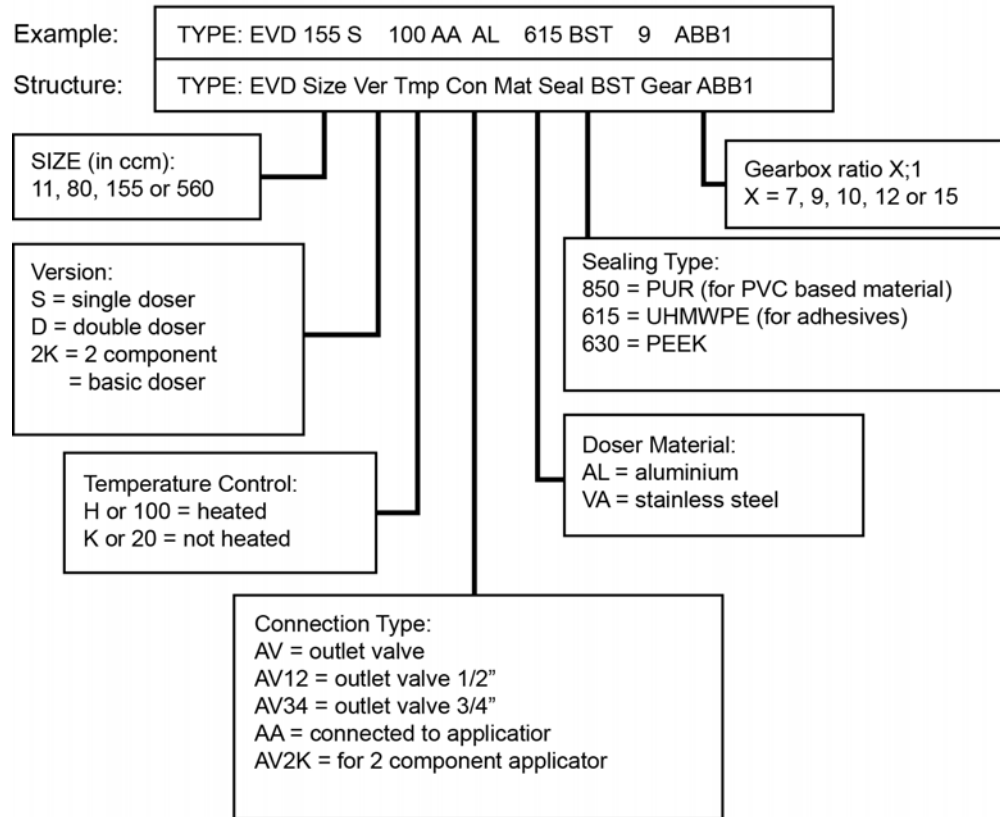 Example:
TYPE: EVD 155 S 100 AA AL 615 BST 9 ABB1
Structure:
TYPE: EVD Size Ver Tmp Con Mat Seal BST Gear ABB1
SIZE (in ccm):
11, 80, 155 or 560
Gearbox ratio X;1
X = 7, 9, 10, 12 or 15
Version:
S = single doser
D = double doser
2K = 2 component
= basic doser
Sealing Type:
850 = PUR (for PVC based material)
615 = UHMWPE (for adhesives)
630 = PEEK
Doser Material:
AL = aluminium
VA = stainless steel
Temperature Control:
H or 100 = heated
K or 20 = not heated
Connection Type:
AV = outlet valve
AV12 = outlet valve 1/2”
AV34 = outlet valve 3/4”
AA = connected to applicatior
AV2K = for 2 component applicator